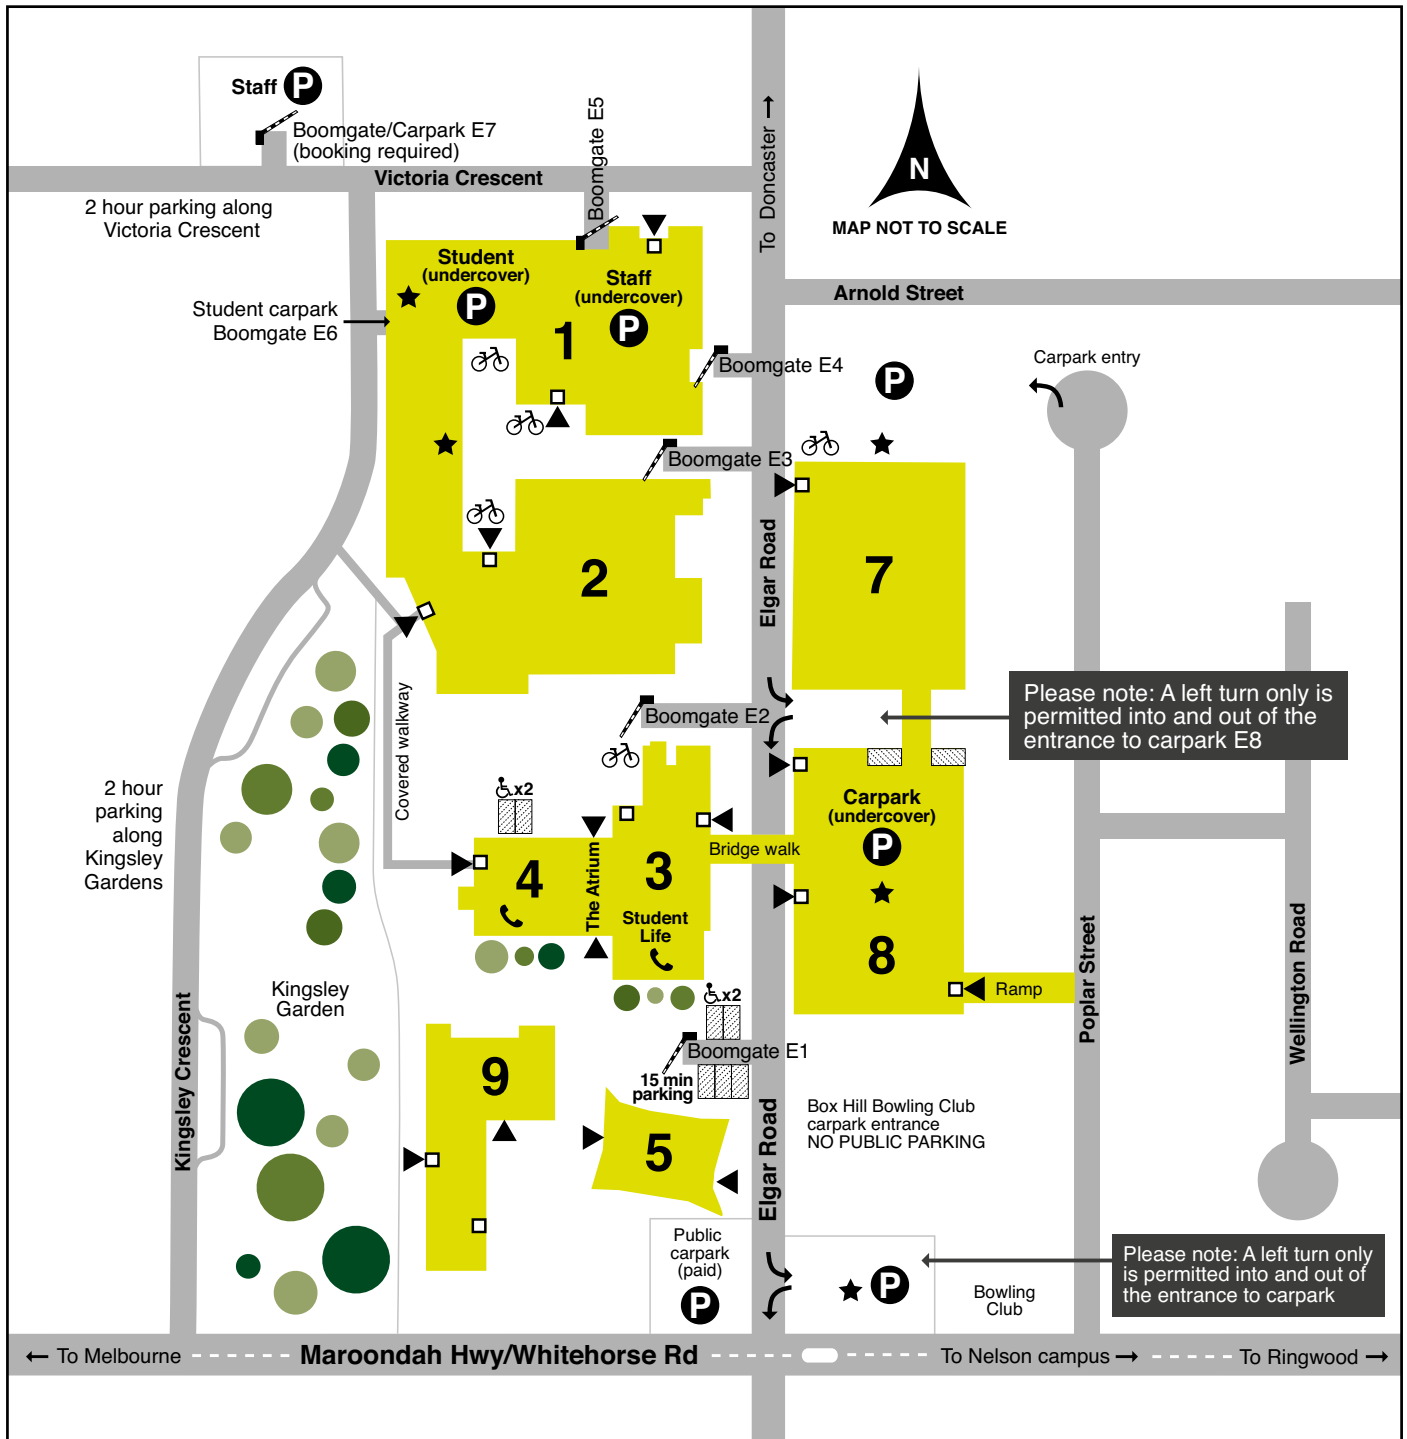 Staff P
Boomgate/Carpark E7
(booking required)
Boomgate E5
To Doncaster
N
MAP NOT TO SCALE
Victoria Crescent
2 hour parking along
Victoria Crescent
Student
(undercover)
P
Staff
(undercover)
P
Arnold Street
Student carpark
Boomgate E6
1
Boomgate E4
P
Carpark entry
Boomgate E3
2
Elgar Road
7
Please note: A left turn only is
permitted into and out of the
entrance to carpark E8
Boomgate E2
Covered walkway
2 hour
parking
along
Kingsley
Gardens
x2
Carpark
(undercover)
P
Bridge walk
4
The Atrium
3
Student
Life
8
Poplar Street
Wellington Road
Kingsley
Garden
x2
Ramp
Kingsley Crescent
Boomgate E1
15 min
parking
9
5
Elgar Road
Box Hill Bowling Club
carpark entrance
NO PUBLIC PARKING
Public
carpark
(paid)
P
P
Bowling
Club
Please note: A left turn only
is permitted into and out of
the entrance to carpark
To Melbourne
Maroondah Hwy/Whitehorse Rd
To Nelson campus
To Ringwood